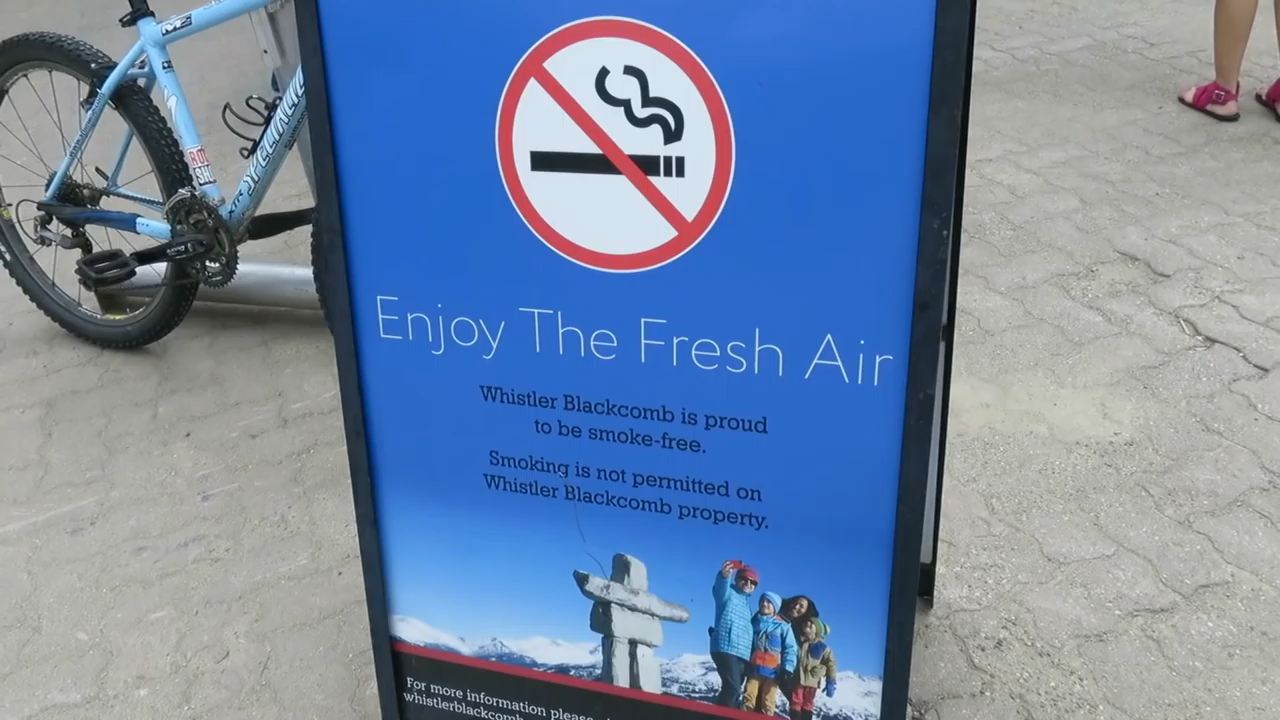 Enjoy The Fresh Air
Whistler Blackcomb is proud
to be smoke-free.
Smoking is not permitted on
Whistler Blackcomb property.
For more information please
XTR